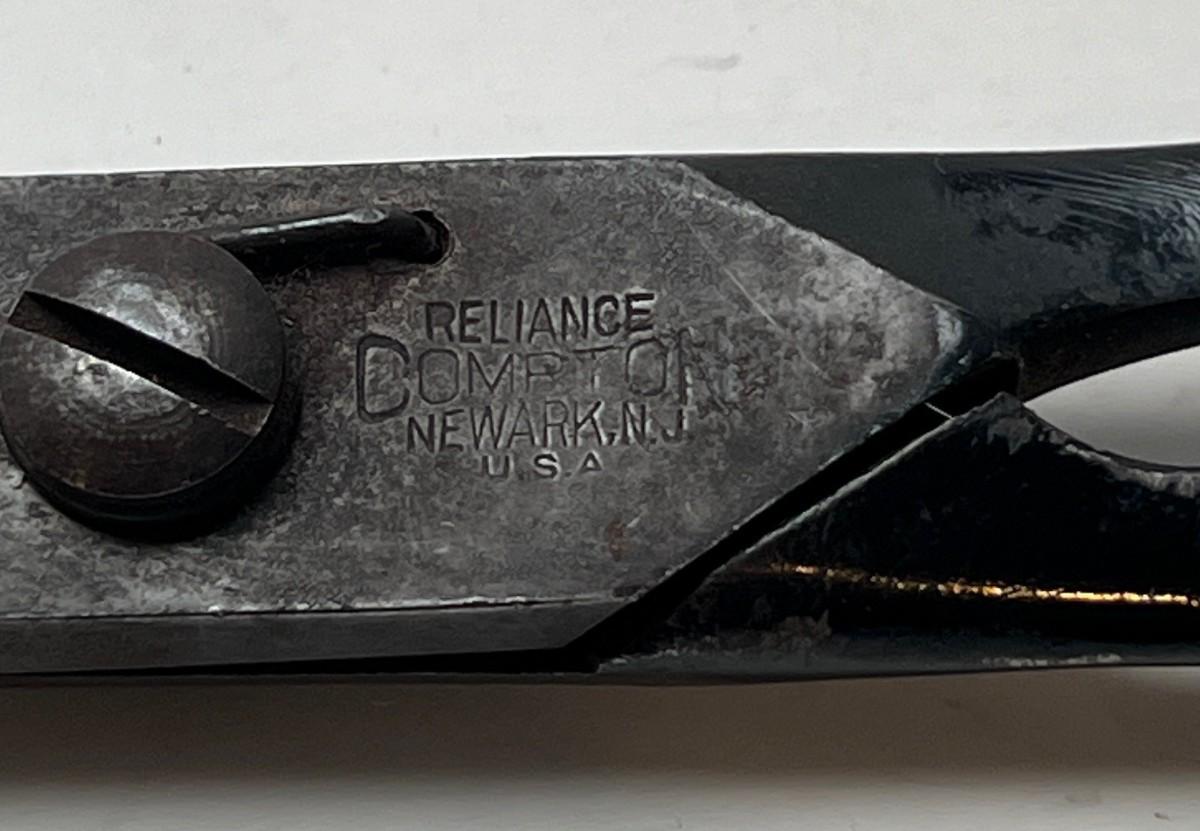 RELIANCE
COMPTON
NEWARK, N.J.
U.S.A